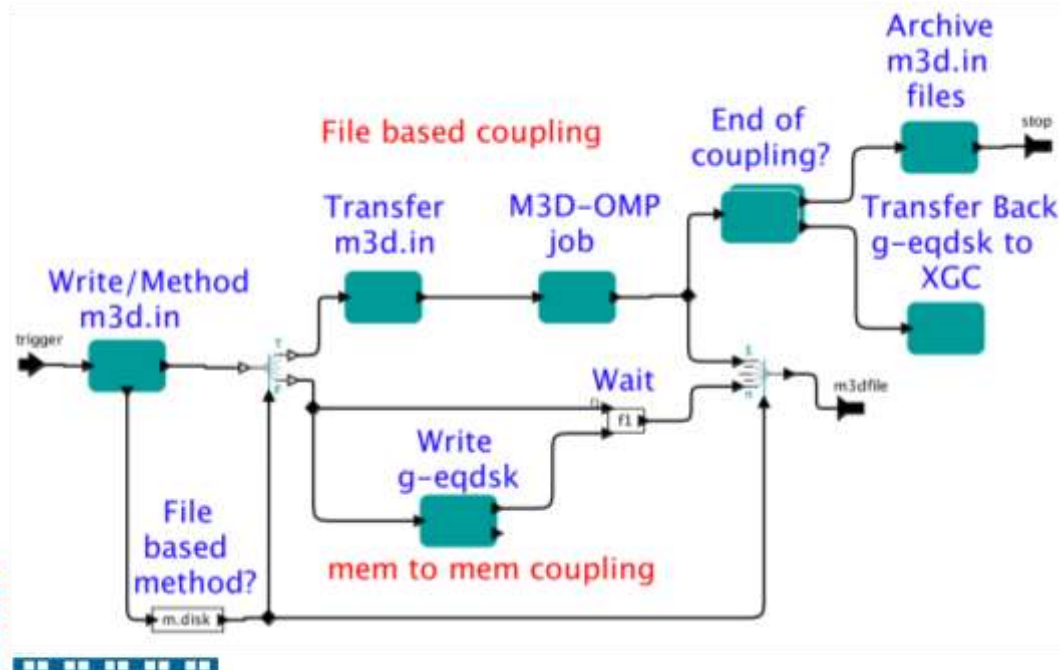 Archive
m3d.in
files
stop
File based coupling
End of
coupling?
Transfer
m3d.in
M3D-OMP
job
Transfer Back
g-eqdsk to
XGC
Write/Method
m3d.in
trigger
T
F
Wait
f1
m3dfile
Write
g-eqdsk
File
based
method?
mem to mem coupling
m.disk